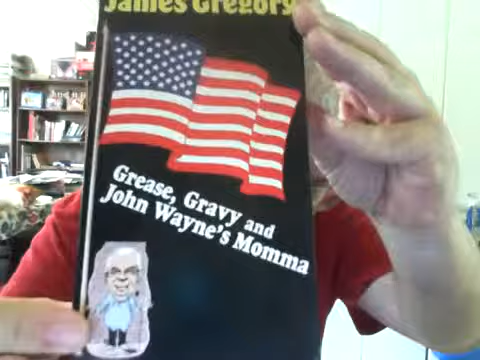 James Gregory
Grease, Gravy and
John Wayne's Momma